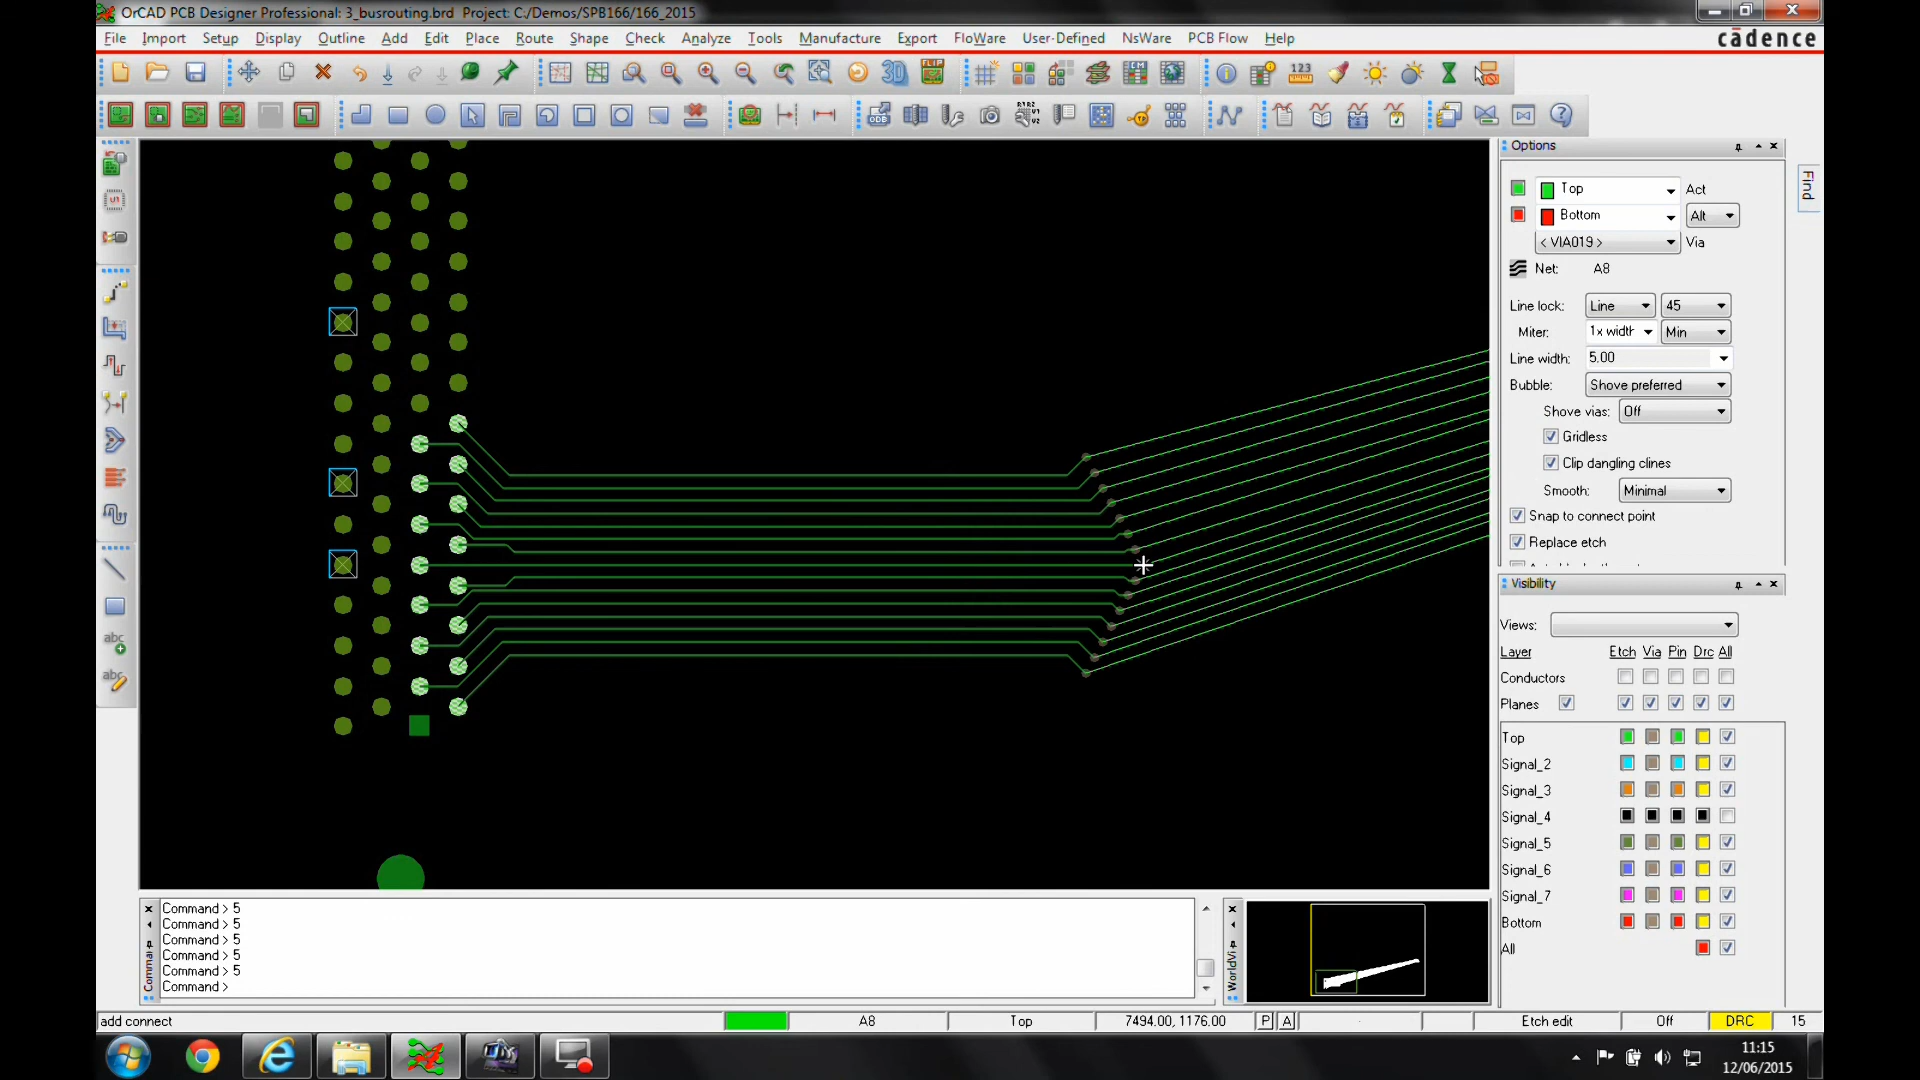 OrCAD PCB Designer Professional: 3_busrouting.brd  Project: C:/Demos/SPB166/166_2015
File Import Setup Display Outline Add Edit Place Route Shape Check Analyze Tools Manufacture Export FloWare User-Defined NsWare PCB Flow Help
cādence
Options
Find
Top Act
Bottom Alt
< VIA019 > Via
Net: A8
Line lock: Line 45
Miter: 1x width Min
Line width: 5.00
Bubble: Shove preferred
Shove vias: Off
Gridless
Clip dangling clines
Smooth: Minimal
Snap to connect point
Replace etch
Visibility
Views:
Layer Etch Via Pin Drc All
Conductors
Planes
Top
Signal_2
Signal_3
Signal_4
Signal_5
Signal_6
Signal_7
Bottom
All
Command > 5
Command > 5
Command > 5
Command > 5
Command > 5
Command >
Comma
WorldVi
add connect A8 Top 7494.00, 1176.00 P A Etch edit Off DRC 15
11:15
12/06/2015